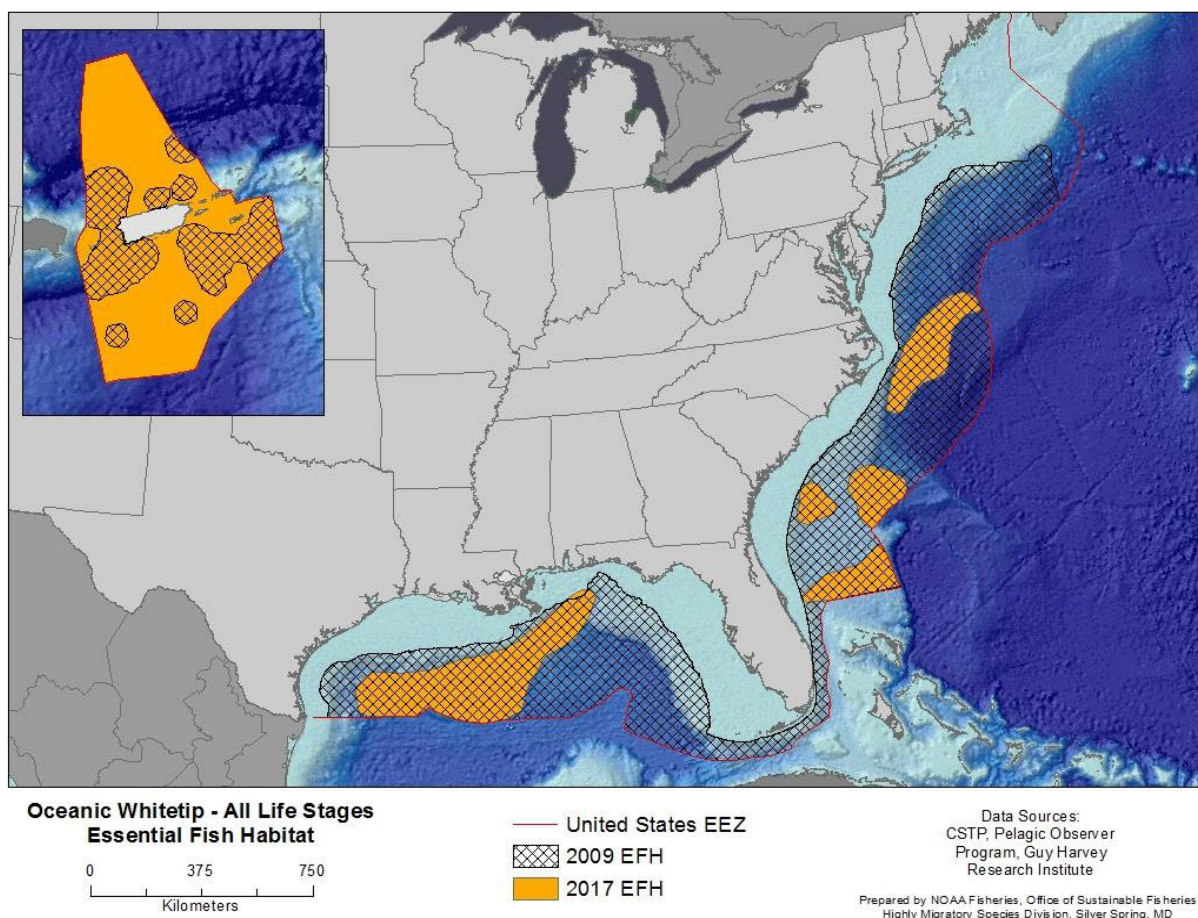 Oceanic Whitetip - All Life Stages
Essential Fish Habitat
0 375 750
Kilometers
United States EEZ
2009 EFH
2017 EFH
Data Sources:
CSTP, Pelagic Observer
Program, Guy Harvey
Research Institute
Prepared by NOAA Fisheries, Office of Sustainable Fisheries
Highly Migratory Species Division, Silver Spring, MD